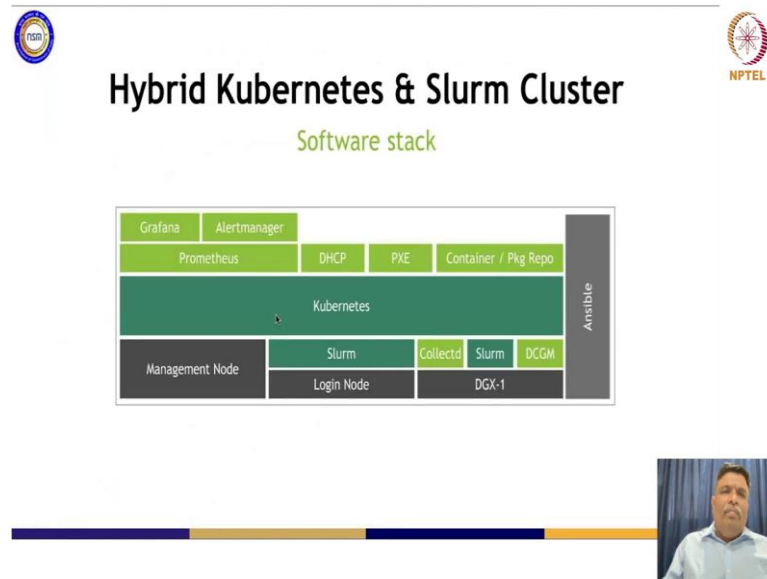 nsm
NPTEL
Hybrid Kubernetes & Slurm Cluster
Software stack
Grafana Alertmanager
Prometheus DHCP PXE Container / Pkg Repo
Kubernetes
Ansible
Slurm Collectd Slurm DCGM
Management Node
Login Node DGX-1